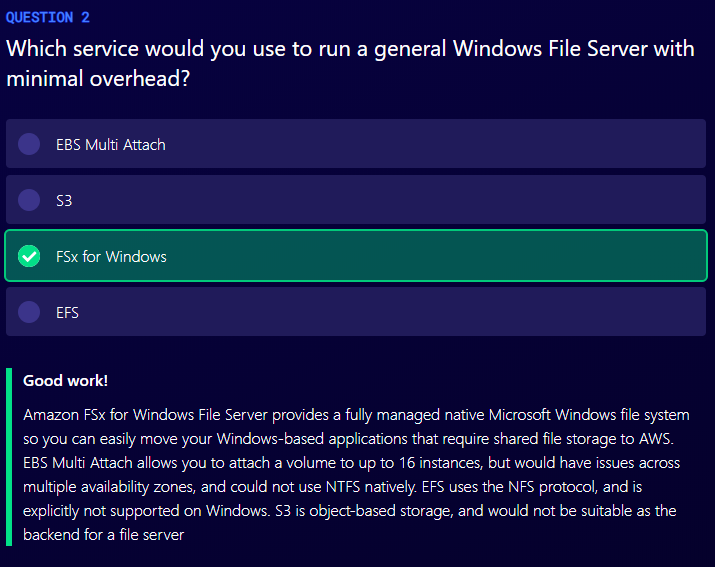 QUESTION 2
Which service would you use to run a general Windows File Server with
minimal overhead?
EBS Multi Attach
S3
FSx for Windows
EFS
Good work!
Amazon FSx for Windows File Server provides a fully managed native Microsoft Windows file system
so you can easily move your Windows-based applications that require shared file storage to AWS.
EBS Multi Attach allows you to attach a volume to up to 16 instances, but would have issues across
multiple availability zones, and could not use NTFS natively. EFS uses the NFS protocol, and is
explicitly not supported on Windows. S3 is object-based storage, and would not be suitable as the
backend for a file server